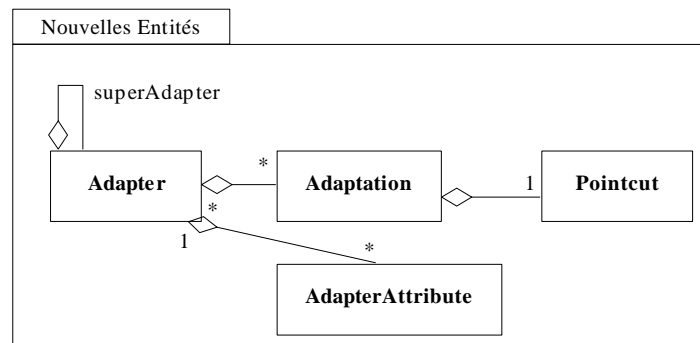 Nouvelles Entités
superAdapter
Adapter
*
Adaptation
1
Pointcut
*
1
*
AdapterAttribute